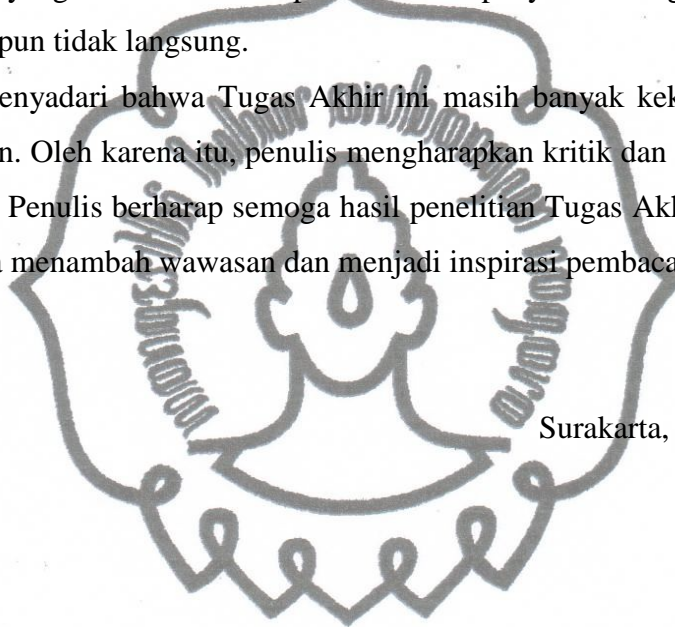 pun tidak langsung.
enyadari bahwa Tugas Akhir ini masih banyak kek
n. Oleh karena itu, penulis mengharapkan kritik dan
Penulis berharap semoga hasil penelitian Tugas Akh
menambah wawasan dan menjadi inspirasi pembaca
Surakarta,